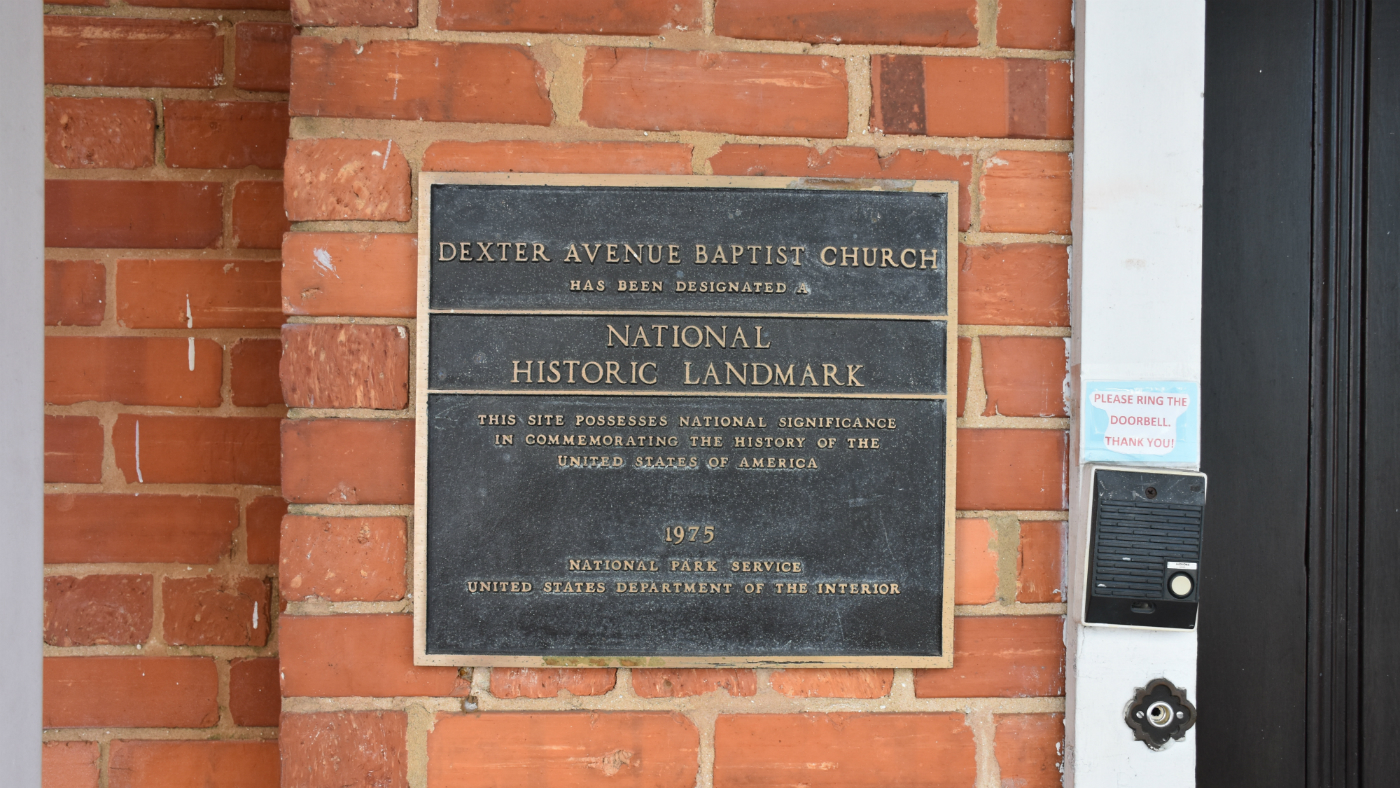 DEXTER AVENUE BAPTIST CHURCH
HAS BEEN DESIGNATED A
NATIONAL
HISTORIC LANDMARK
THIS SITE POSSESSES NATIONAL SIGNIFICANCE
IN COMMEMORATING THE HISTORY OF THE
UNITED STATES OF AMERICA
1975
NATIONAL PARK SERVICE
UNITED STATES DEPARTMENT OF THE INTERIOR
PLEASE RING THE
DOORBELL.
THANK YOU!